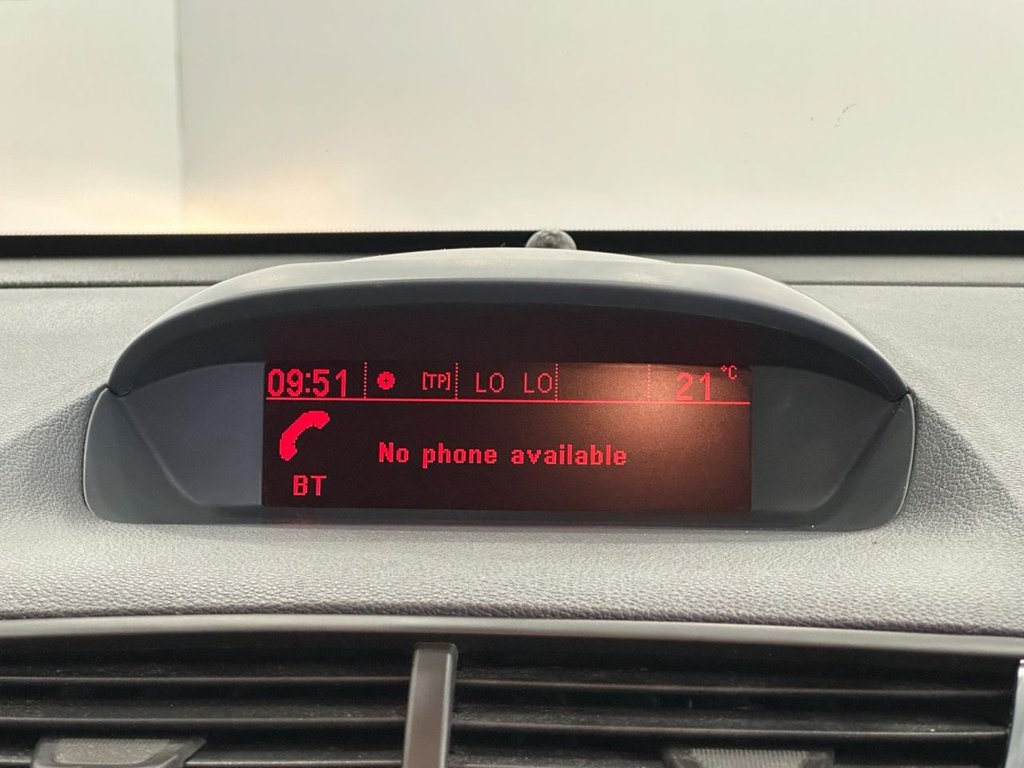 09:51 [TP] LO LO 21 °C
No phone available
BT